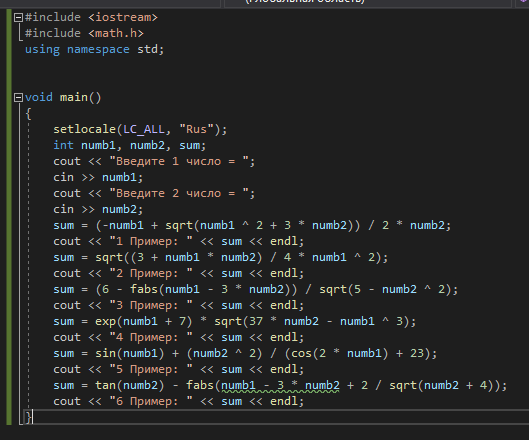 (Глобальная область)
#include <iostream>
#include <math.h>
using namespace std;
void main()
{
setlocale(LC_ALL, "Rus");
int numb1, numb2, sum;
cout << "Введите 1 число = ";
cin >> numb1;
cout << "Введите 2 число = ";
cin >> numb2;
sum = (-numb1 + sqrt(numb1 ^ 2 + 3 * numb2)) / 2 * numb2;
cout << "1 Пример: " << sum << endl;
sum = sqrt((3 + numb1 * numb2) / 4 * numb1 ^ 2);
cout << "2 Пример: " << sum << endl;
sum = (6 - fabs(numb1 - 3 * numb2)) / sqrt(5 - numb2 ^ 2);
cout << "3 Пример: " << sum << endl;
sum = exp(numb1 + 7) * sqrt(37 * numb2 - numb1 ^ 3);
cout << "4 Пример: " << sum << endl;
sum = sin(numb1) + (numb2 ^ 2) / (cos(2 * numb1) + 23);
cout << "5 Пример: " << sum << endl;
sum = tan(numb2) - fabs(numb1 - 3 * numb2 + 2 / sqrt(numb2 + 4));
cout << "6 Пример: " << sum << endl;
}